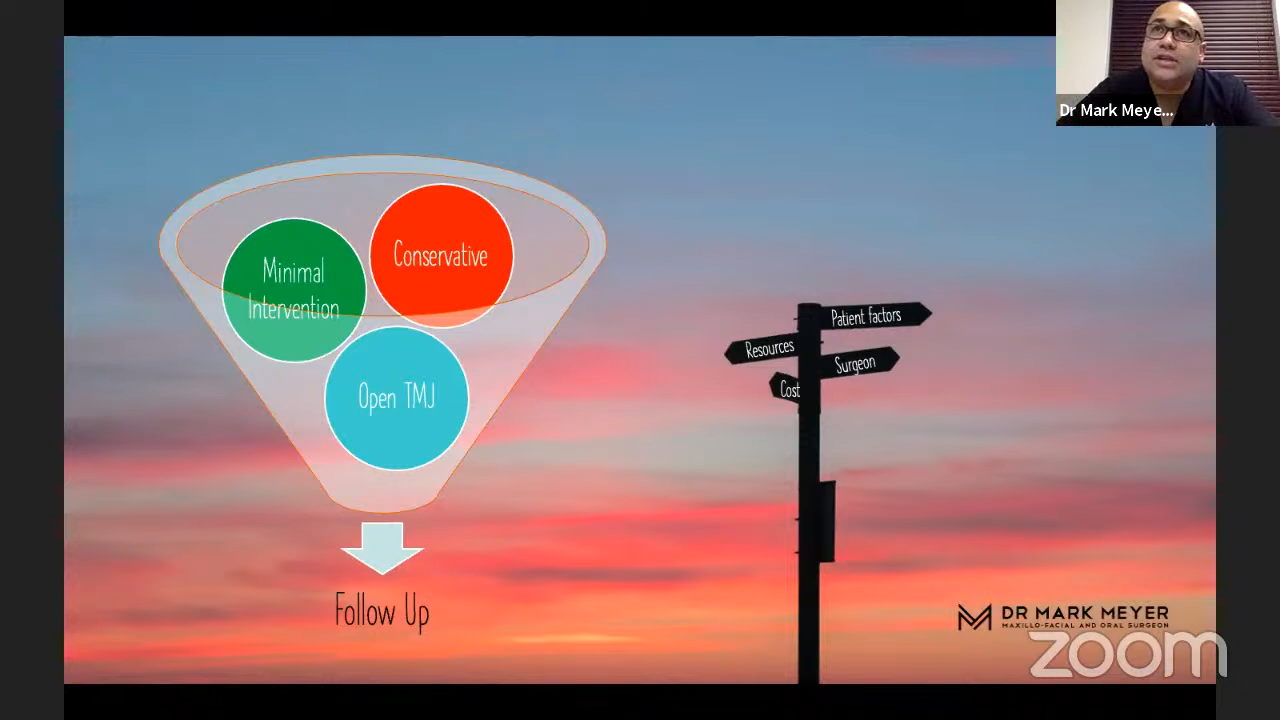 Dr Mark Meye...
Conservative
Minimal
Intervention
Open TMJ
Follow Up
Patient factors
Resources
Surgeon
Cost
DR MARK MEYER
MAXILLO-FACIAL AND ORAL SURGEON
zoom